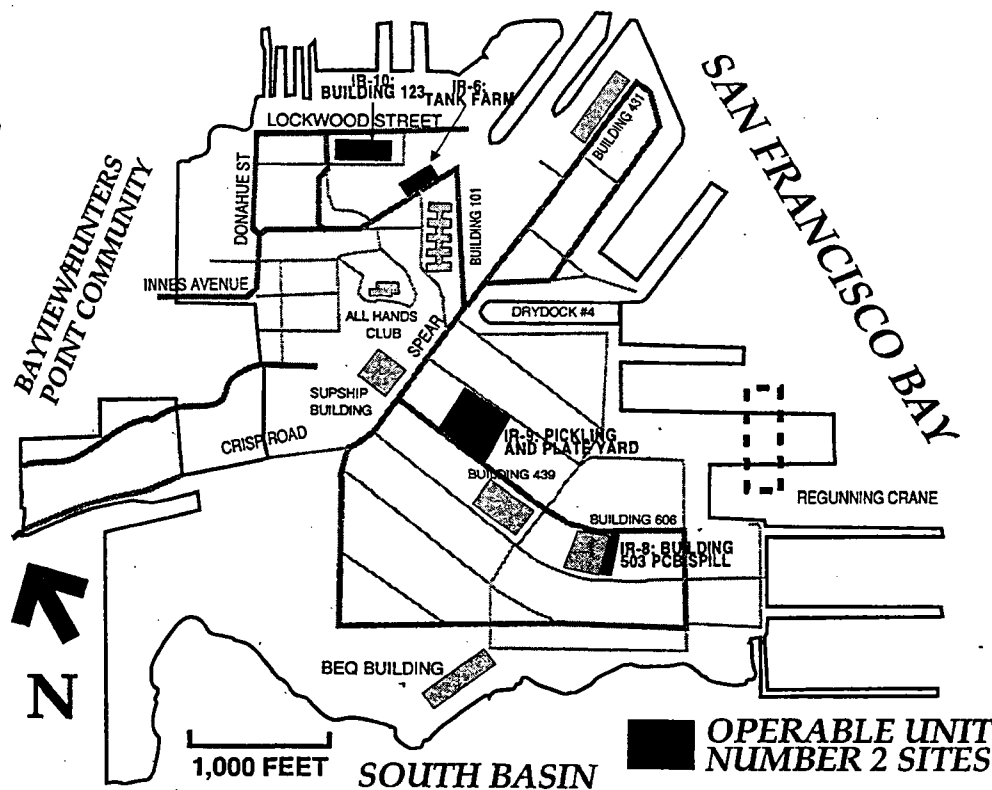 IR-10:
BUILDING 123
IR-6:
TANK FARM
LOCKWOOD STREET
BUILDING 431
SAN FRANCISCO BAY
BAYVIEW/HUNTERS
POINT COMMUNITY
DONAHUE ST
BUILDING 101
INNES AVENUE
ALL HANDS
CLUB
DRYDOCK #4
SPEAR
SUPSHIP
BUILDING
CRISP ROAD
IR-9: PICKLING
AND PLATE YARD
BUILDING 439
REGUNNING CRANE
BUILDING 606
IR-8: BUILDING
503 PCB SPILL
N
BEQ BUILDING
1,000 FEET
SOUTH BASIN
OPERABLE UNIT
NUMBER 2 SITES